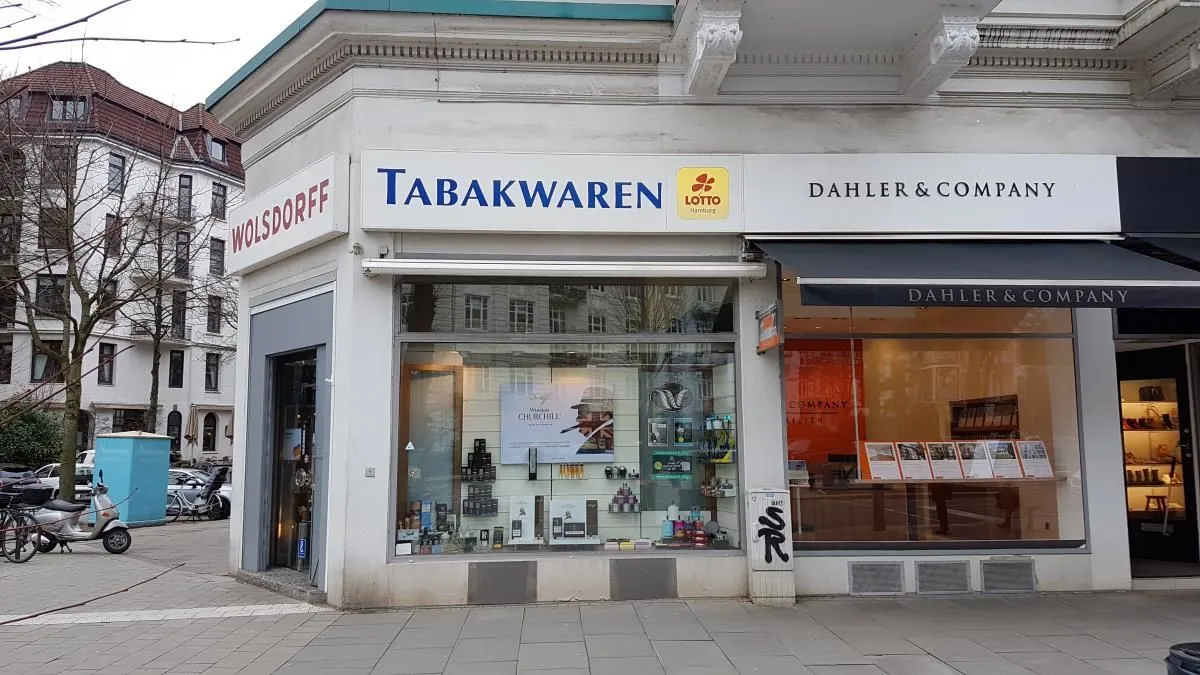 WOLSDORFF
TABAKWAREN
LOTTO
Hamburg
DAHLER & COMPANY
DAHLER & COMPANY
Winston
CHURCHILL
COMPANY